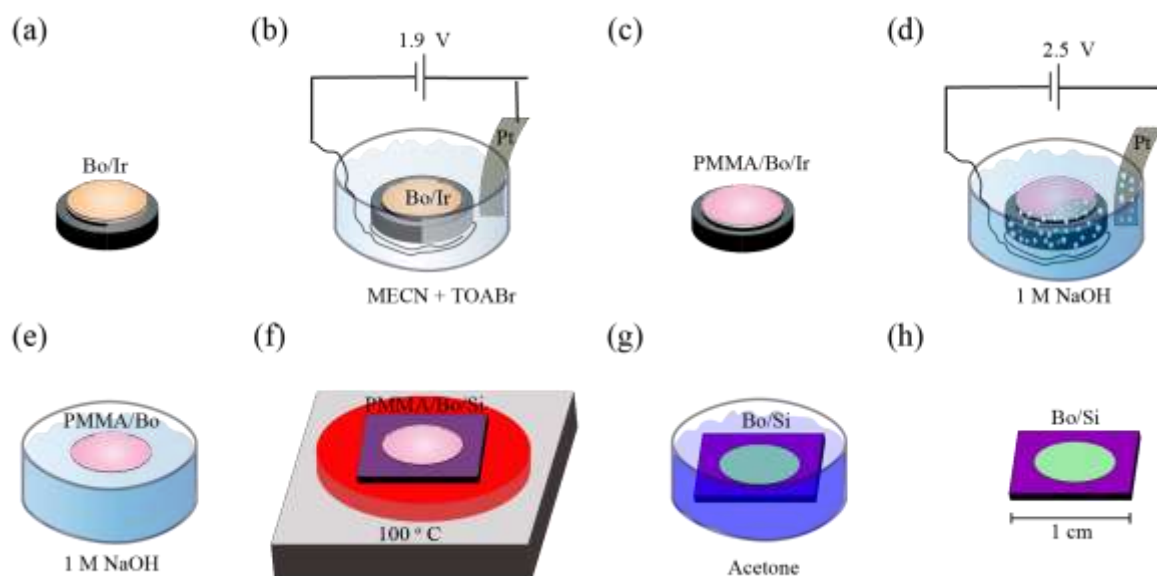 (a)
(b)
(c)
(d)
1.9 V
2.5 V
Bo/Ir
Pt
Bo/Ir
PMMA/Bo/Ir
Pt
MECN + TOABr
1 M NaOH
(e)
(f)
(g)
(h)
PMMA/Bo
PMMA/Bo/Si
Bo/Si
Bo/Si
100 º C
1 cm
1 M NaOH
Acetone